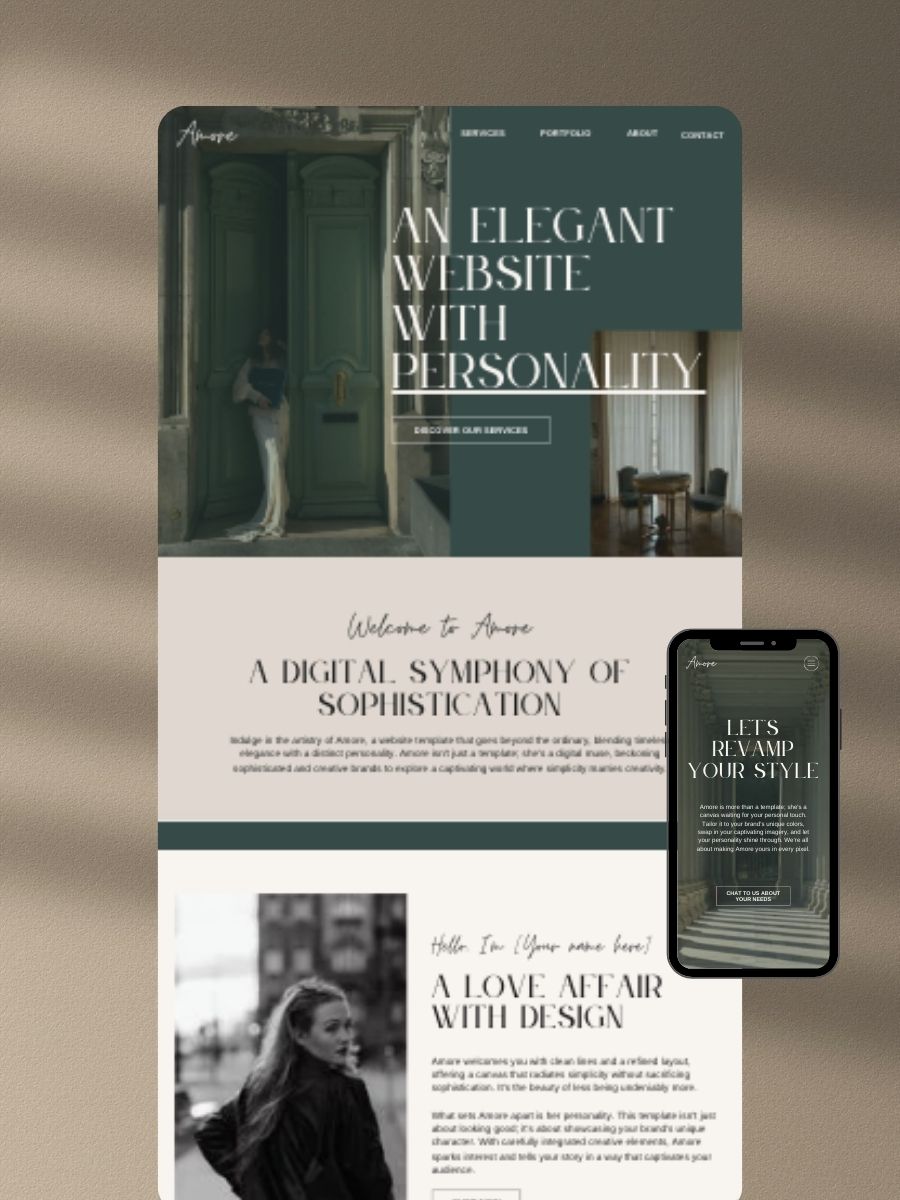 Amore
SERVICES PORTFOLIO ABOUT CONTACT
AN ELEGANT
WEBSITE
WITH
PERSONALITY
DISCOVER OUR SERVICES
Welcome to Amore
A DIGITAL SYMPHONY OF
SOPHISTICATION
Indulge in the artistry of Amore, a website template that goes beyond the ordinary, blending
elegance with a distinct personality. Amore isn't just a template; she's a digital muse, beckoning
sophisticated and creative brands to explore a captivating world where simplicity marries creativity.
Amore
LET'S
REVAMP
YOUR STYLE
Amore is more than a template; she's a
canvas waiting for your personal touch.
Tailor it to your brand's unique colors,
swap in your captivating imagery, and let
your personality shine through. We're all
about making Amore yours in every pixel.
CHAT TO US ABOUT
YOUR NEEDS
Hello, I'm [Your name here]
A LOVE AFFAIR
WITH DESIGN
Amore welcomes you with clean lines and a refined layout,
offering a canvas that radiates simplicity without sacrificing
sophistication. It's the beauty of less being undeniably more.
What sets Amore apart is her personality. This template isn't just
about looking good; it's about showcasing your brand's unique
character. With carefully integrated creative elements, Amore
sparks interest and tells your story in a way that captivates your
audience.